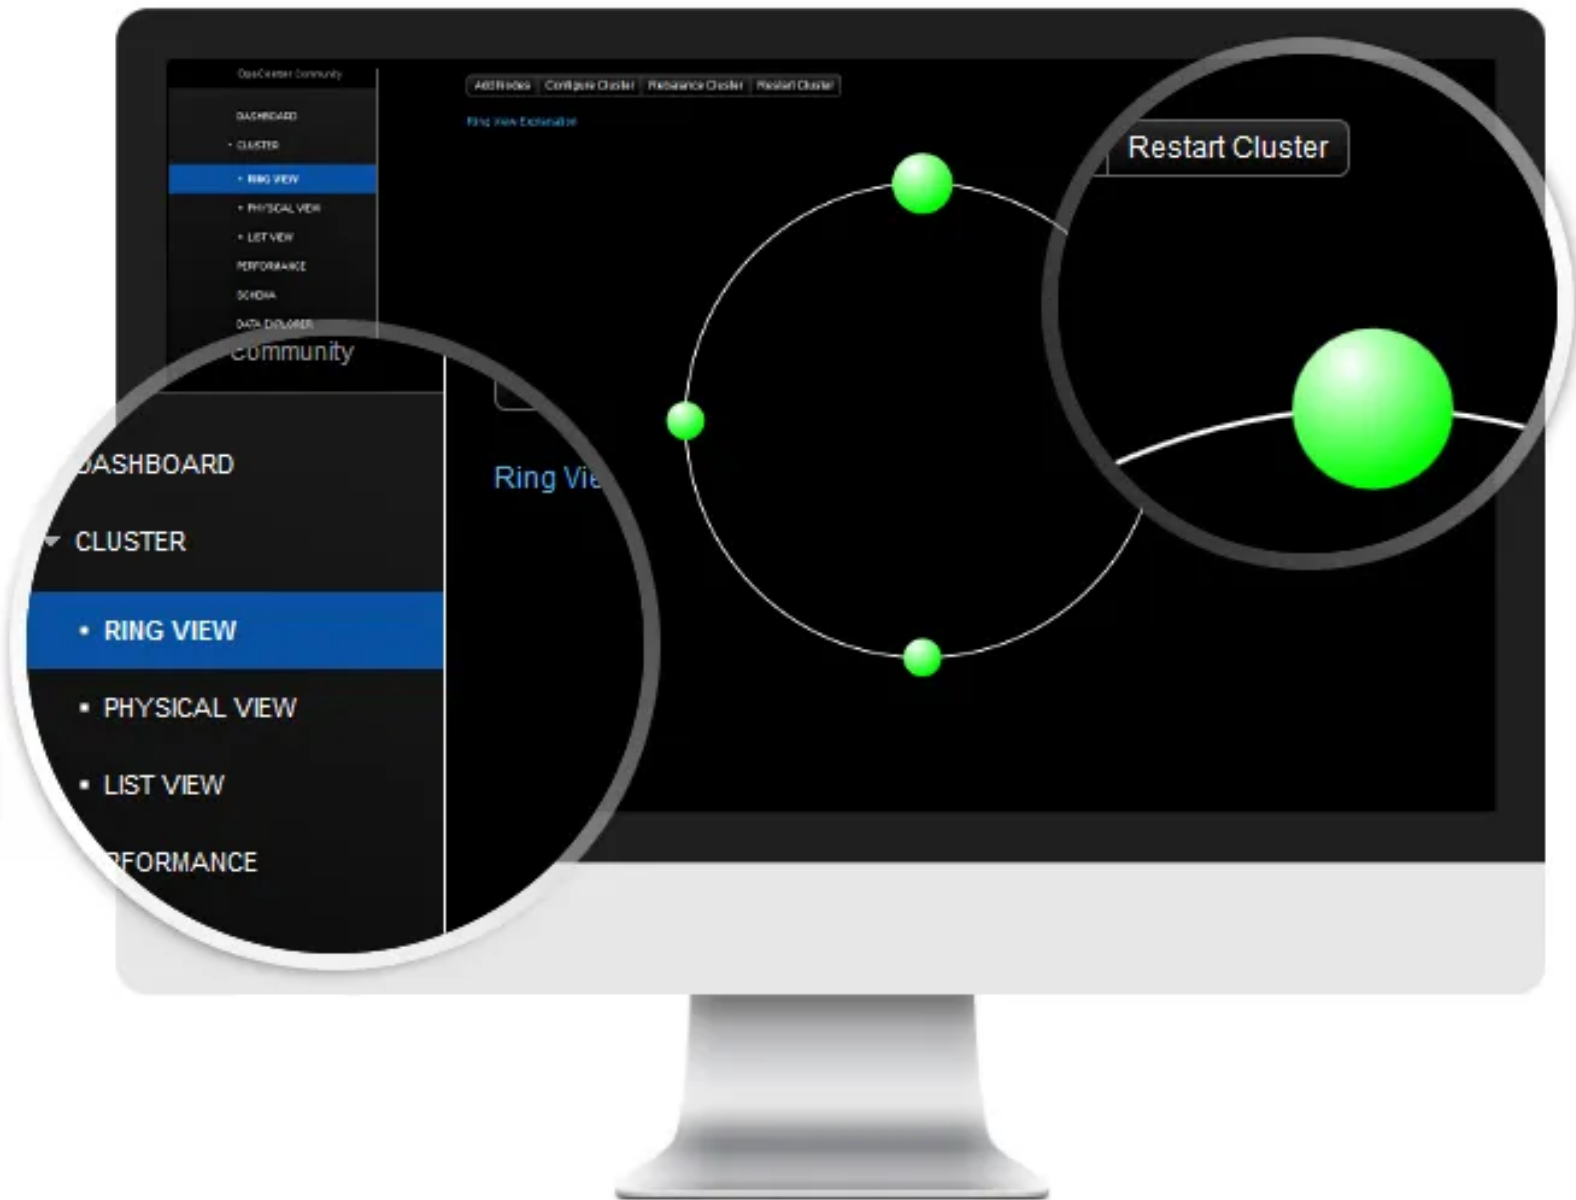 OpsCenter Community
DASHBOARD
CLUSTER
RING VIEW
PHYSICAL VIEW
LIST VIEW
PERFORMANCE
SCHEMA
DATA EXPLORER
Add Nodes Configure Cluster Rebalance Cluster Restart Cluster
Ring View Explanation
Restart Cluster
Community
DASHBOARD
CLUSTER
RING VIEW
PHYSICAL VIEW
LIST VIEW
RFORMANCE
Ring Vie